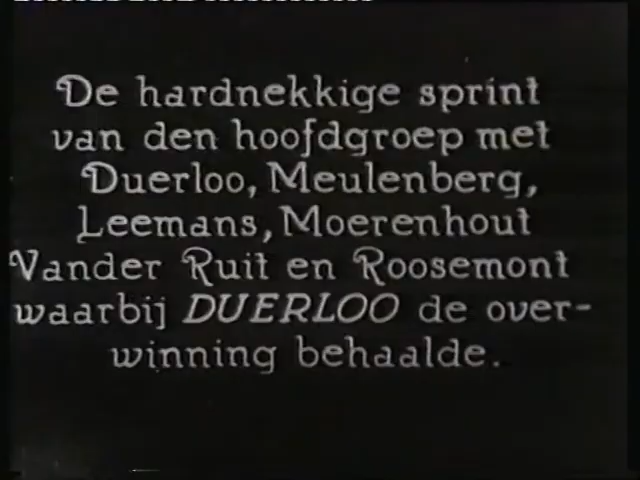 De hardnekkige sprint
van den hoofdgroep met
Duerloo, Meulenberg,
Leemans, Moerenhout
Vander Ruit en Roosemont
waarbij DUERLOO de over-
winning behaalde.